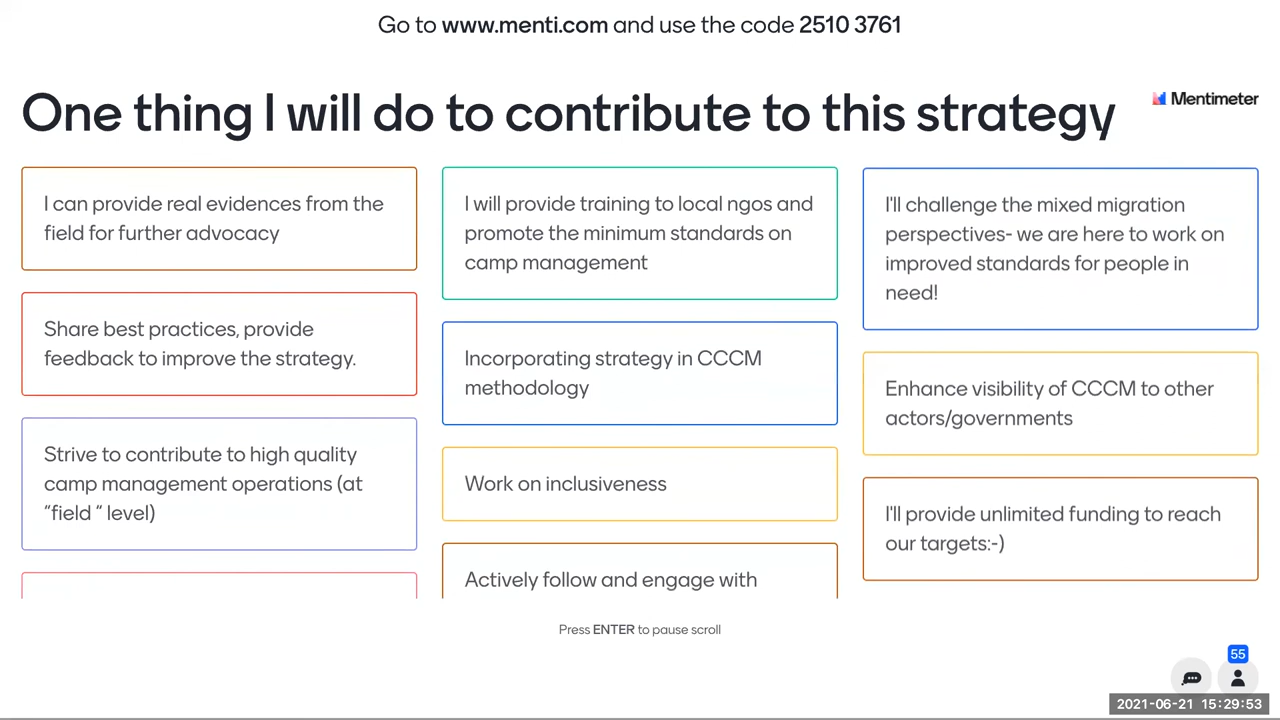 Go to www.menti.com and use the code 2510 3761
One thing I will do to contribute to this strategy
Mentimeter
I can provide real evidences from the
field for further advocacy
Share best practices, provide
feedback to improve the strategy.
Strive to contribute to high quality
camp management operations (at
"field " level)
I will provide training to local ngos and
promote the minimum standards on
camp management
Incorporating strategy in CCCM
methodology
Work on inclusiveness
Actively follow and engage with
I'll challenge the mixed migration
perspectives- we are here to work on
improved standards for people in
need!
Enhance visibility of CCCM to other
actors/governments
I'll provide unlimited funding to reach
our targets:-)
Press ENTER to pause scroll
55
2021-06-21 15:29:53